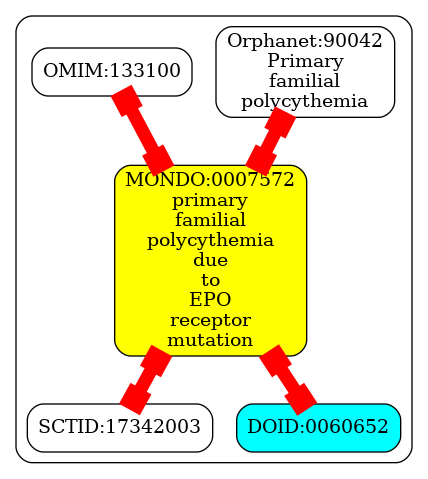 OMIM:133100
Orphanet:90042
Primary
familial
polycythemia
MONDO:0007572
primary
familial
polycythemia
due
to
EPO
receptor
mutation
SCTID:17342003
DOID:0060652